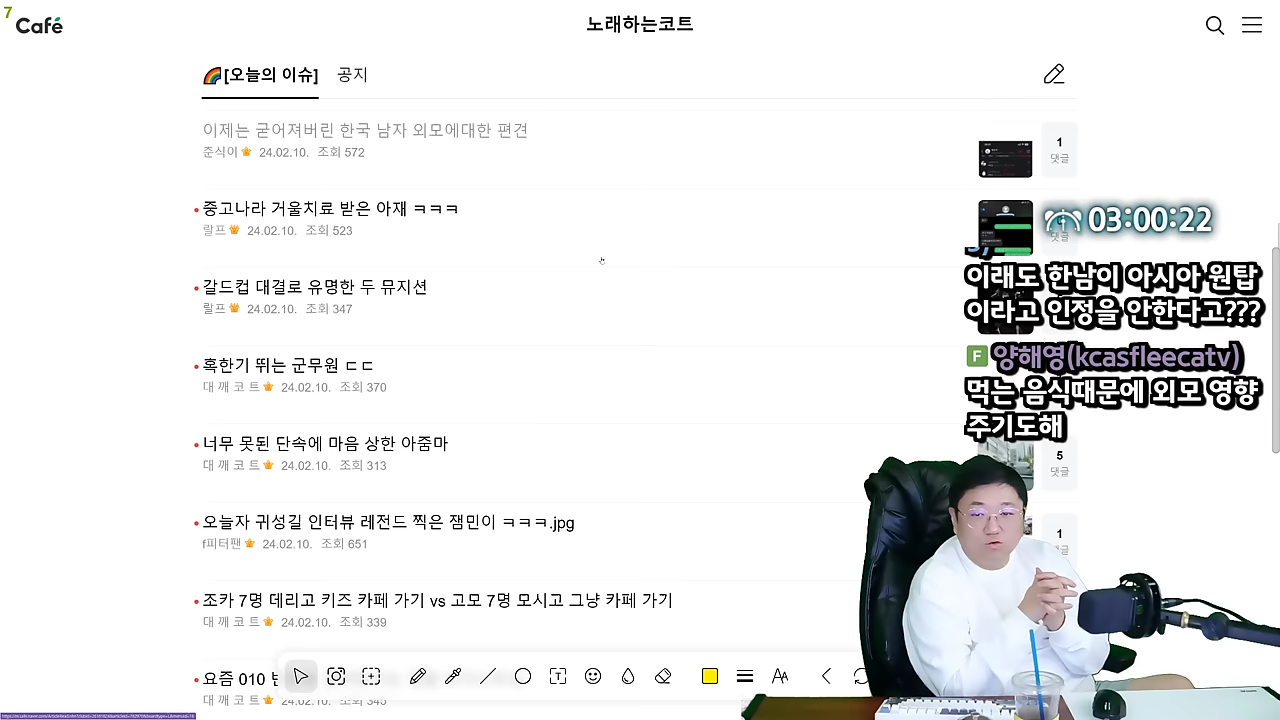 7
Café
노래하는코트
🌈[오늘의 이슈] 공지
이제는 굳어져버린 한국 남자 외모에대한 편견
춘식이 24.02.10. 조회 572
1
댓글
중고나라 거울치료 받은 아재 ㅋㅋㅋ
랄프 24.02.10. 조회 523
댓글
03:00:22
갈드컵 대결로 유명한 두 뮤지션
랄프 24.02.10. 조회 347
이래도 한남이 아시아 원탑
이라고 인정을 안한다고???
F 양해영(kcasfleecatv)
먹는 음식때문에 외모 영향
주기도해
혹한기 뛰는 군무원 ㄷㄷ
대 깨 코 트 24.02.10. 조회 370
너무 못된 단속에 마음 상한 아줌마
대 깨 코 트 24.02.10. 조회 313
5
댓글
오늘자 귀성길 인터뷰 레전드 찍은 잼민이 ㅋㅋㅋ.jpg
f피터팬 24.02.10. 조회 651
1
조카 7명 데리고 키즈 카페 가기 vs 고모 7명 모시고 그냥 카페 가기
대 깨 코 트 24.02.10. 조회 339
요즘 010
대 깨 코 트 24.02.10. 조회 345